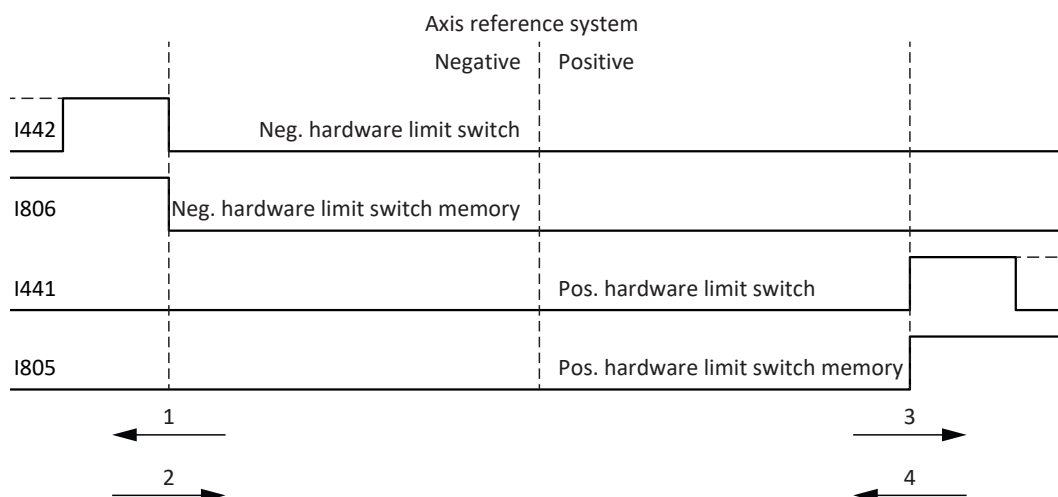 Axis reference system
Negative Positive
I442 Neg. hardware limit switch
I806 Neg. hardware limit switch memory
I441 Pos. hardware limit switch
I805 Pos. hardware limit switch memory
1 3
2 4